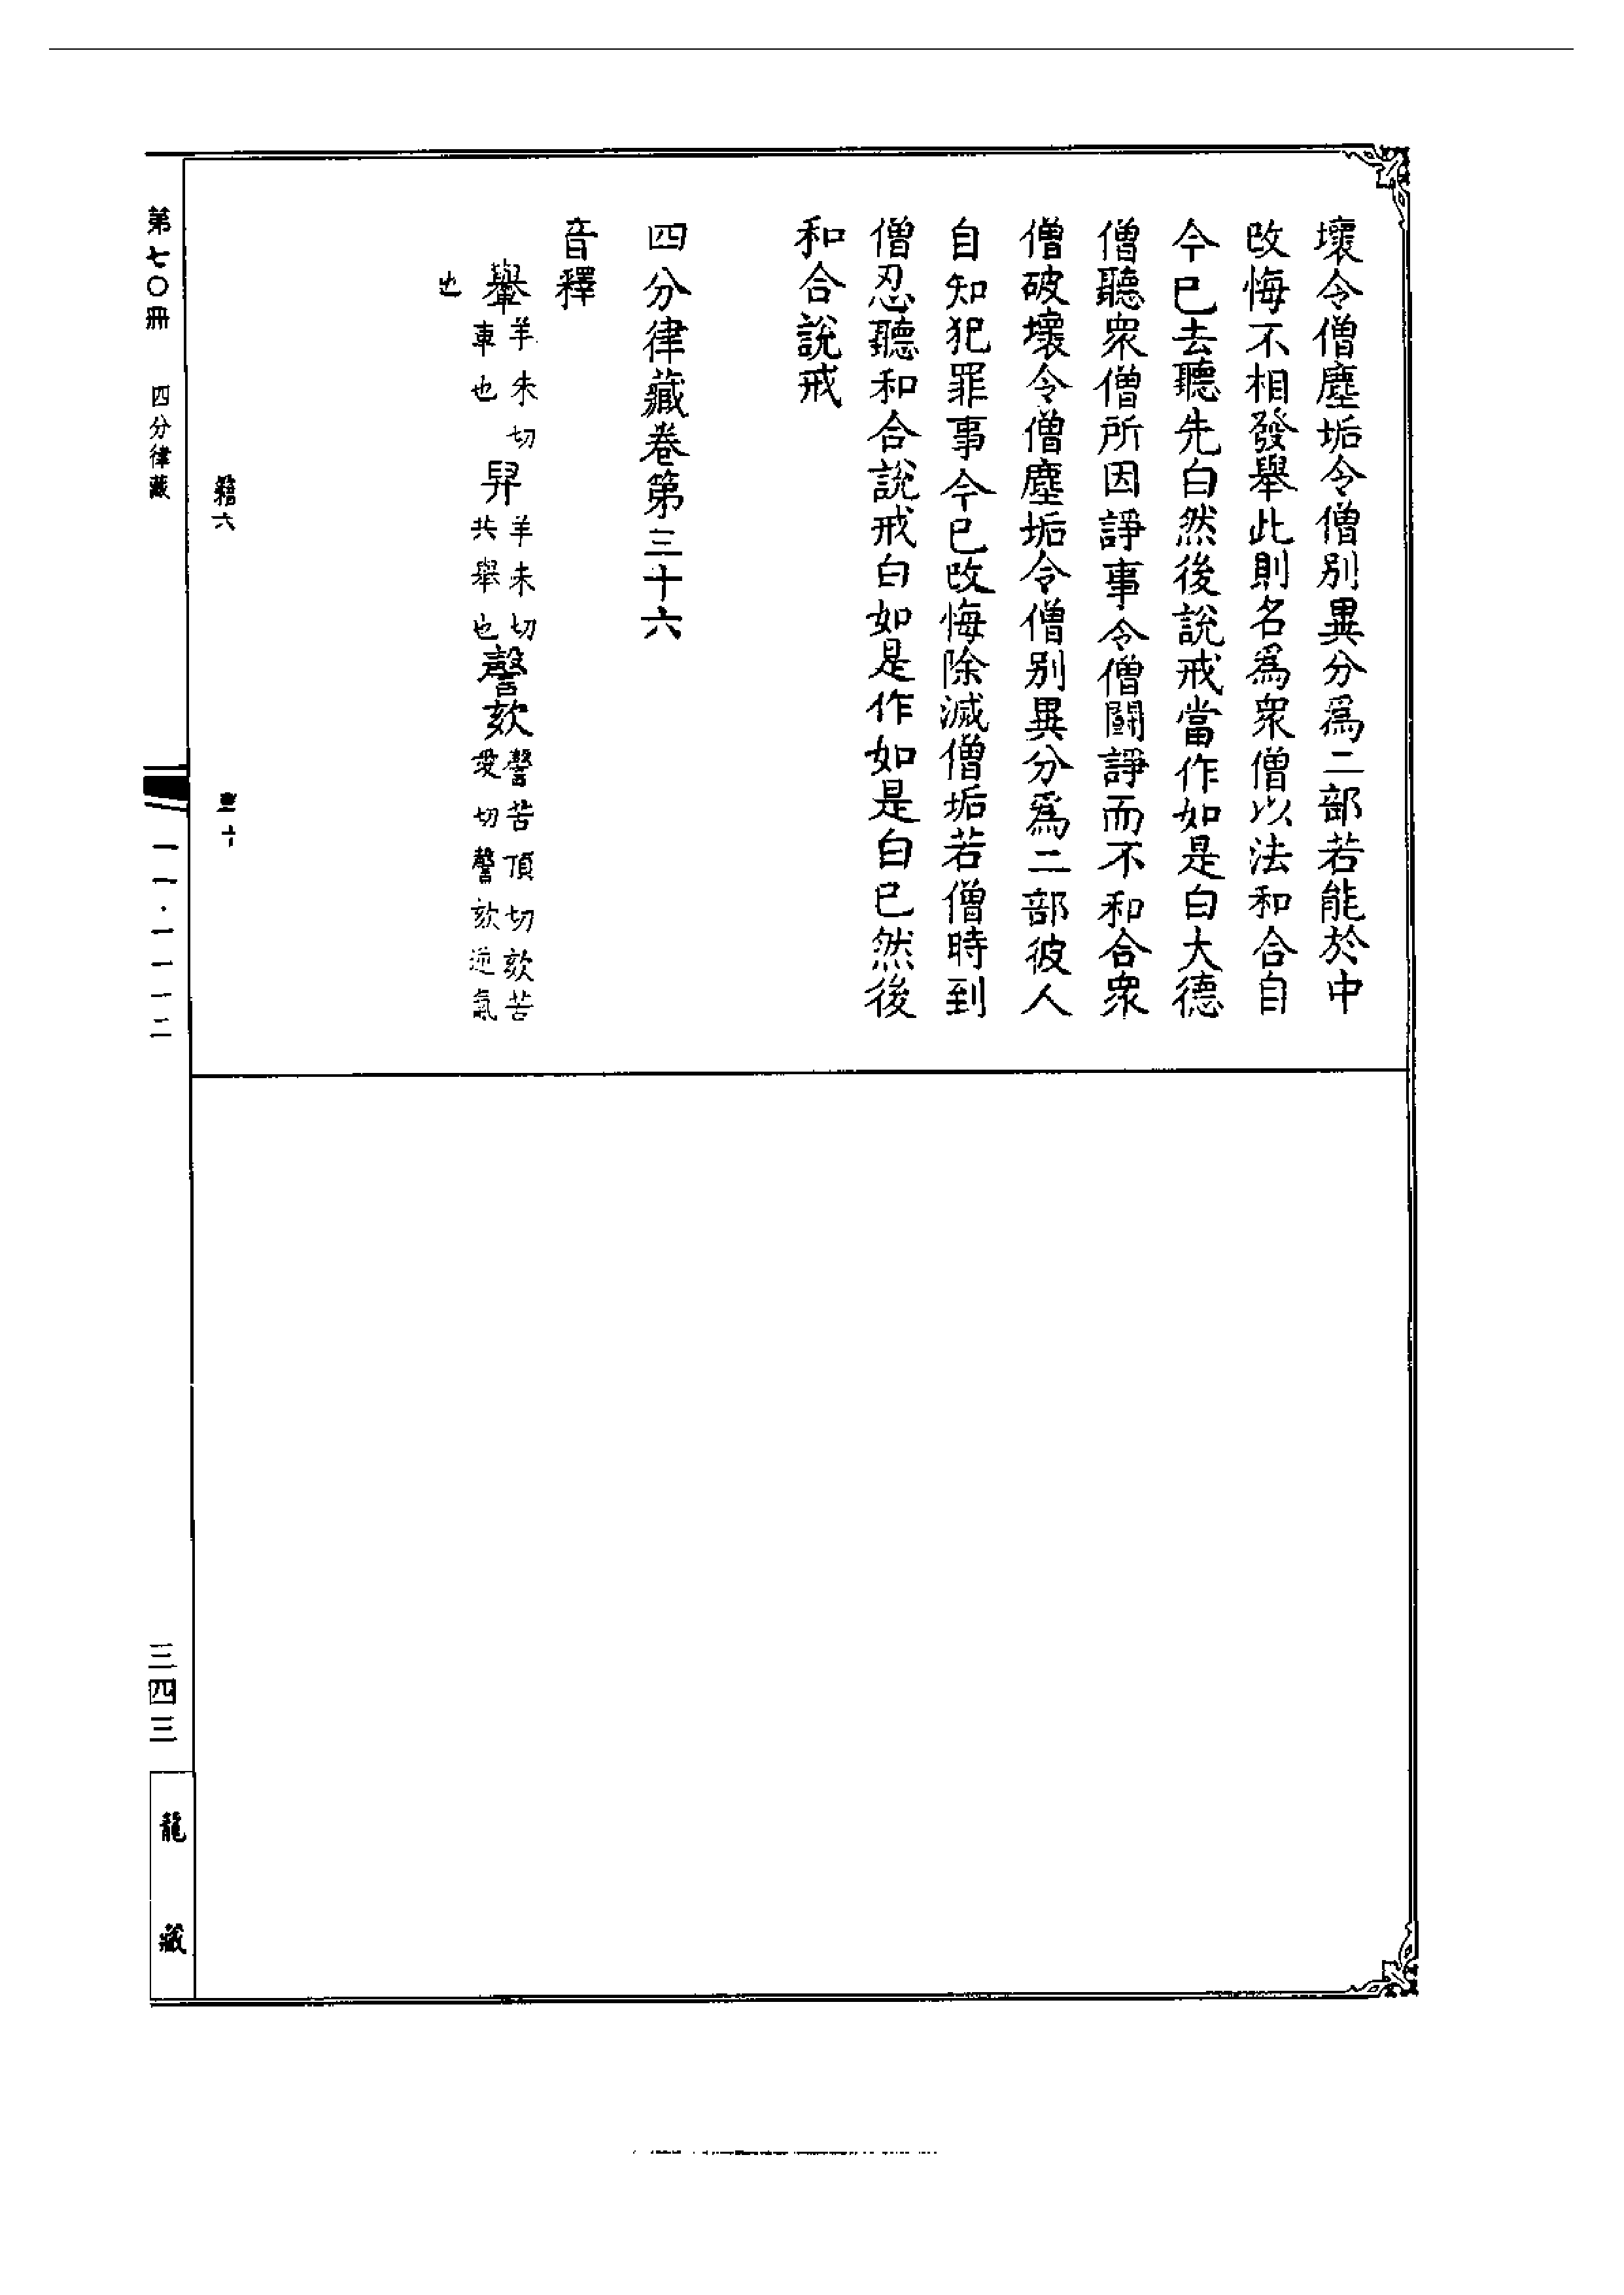 壞令僧塵垢令僧別異分爲二部若能於中
改悔不相發舉此則名爲衆僧以法和合自
今已去聽先白然後說戒當作如是白大德
僧聽衆僧所因諍事令僧鬬諍而不和合衆
僧破壞令僧塵垢令僧別異分爲二部彼人
自知犯罪事今已改悔除滅僧垢若僧時到
僧忍聽和合說戒白如是作如是白已然後
和合說戒
四分律藏卷第三十六
音釋
轝羊朱切車也 舁羊朱切共舉也 謦欬謦苦頂切欬苦愛切謦欬逆氣
也
籍六
第七〇冊 四分律藏 一一·一一一二 三四三 龍藏